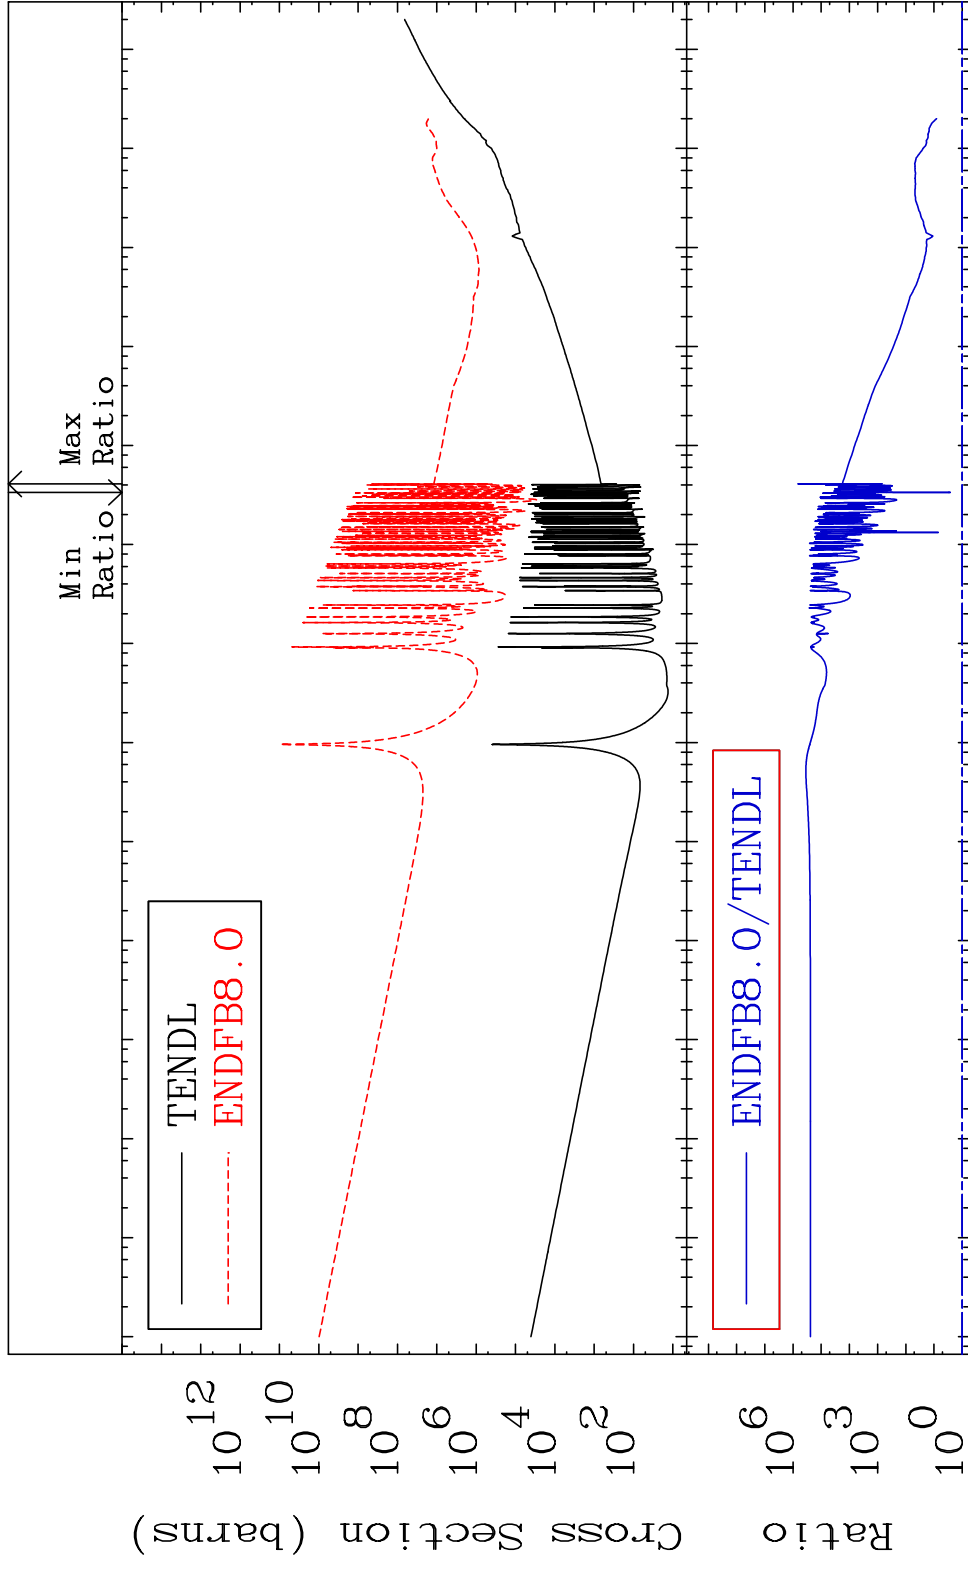 Min
Ratio
Max
Ratio
TENDL
ENDFB8.0
10 12
10 10
10 8
10 6
10 4
10 2
Cross Section (barns)
ENDFB8.0/TENDL
10 6
10 3
10 0
Ratio